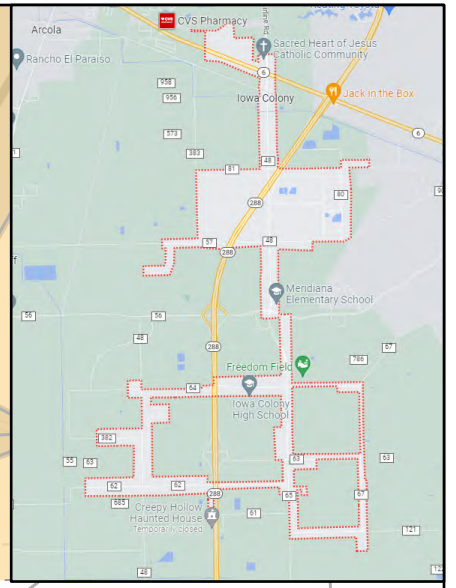 Arcola
CVS Pharmacy
Rancho El Paraiso
Sacred Heart of Jesus
Catholic Community
6
958
956
Iowa Colony
Jack in the Box
573
383
6
48
81
80
288
57
48
288
Meridiana
Elementary School
56
56
48
288
67
786
Freedom Field
64
Iowa Colony
High School
382
55
63
63
63
62
62
288
65
67
665
Creepy Hollow
Haunted House
Temporarily closed
61
121
48